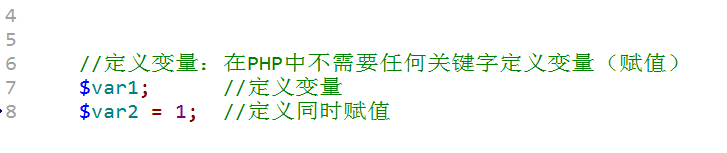 4
5
6 //定义变量：在PHP中不需要任何关键字定义变量（赋值）
7 $var1; //定义变量
8 $var2 = 1; //定义同时赋值